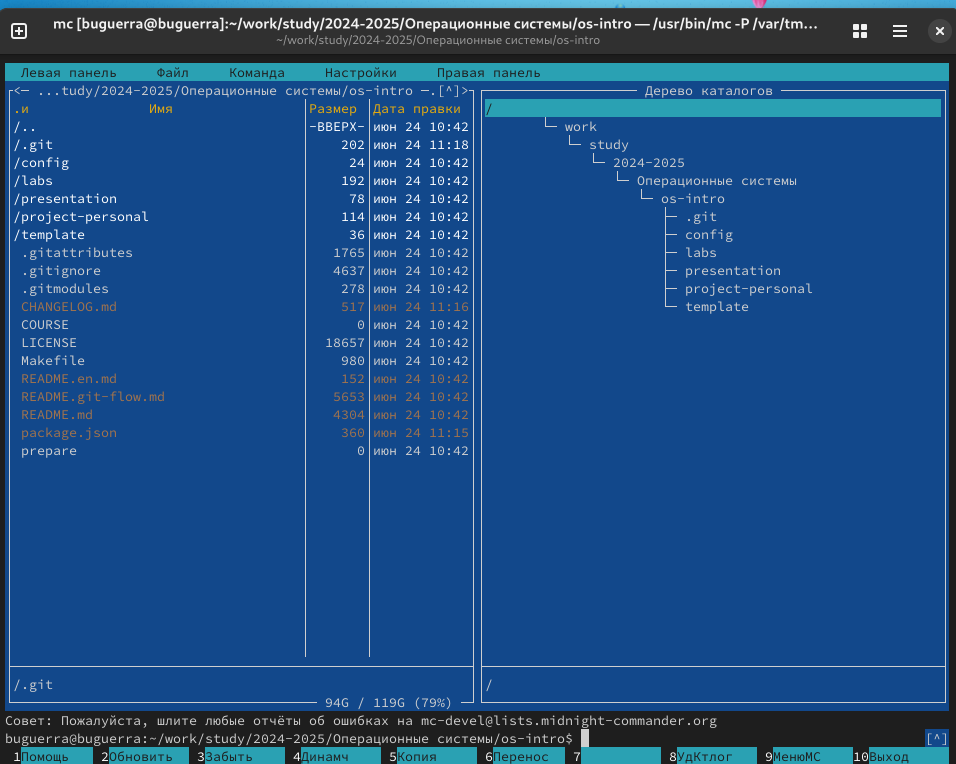 mc [buguerra@buguerra]:~/work/study/2024-2025/Операционные системы/os-intro — /usr/bin/mc -P /var/tm…
~/work/study/2024-2025/Операционные системы/os-intro
Левая панель Файл Команда Настройки Правая панель
<— ...tudy/2024-2025/Операционные системы/os-intro —.[^]>
.и Имя Размер Дата правки
/.. -ВВЕРХ- июн 24 10:42
/.git 202 июн 24 11:18
/config 24 июн 24 10:42
/labs 192 июн 24 10:42
/presentation 78 июн 24 10:42
/project-personal 114 июн 24 10:42
/template 36 июн 24 10:42
.gitattributes 1765 июн 24 10:42
.gitignore 4637 июн 24 10:42
.gitmodules 278 июн 24 10:42
CHANGELOG.md 517 июн 24 11:16
COURSE 0 июн 24 10:42
LICENSE 18657 июн 24 10:42
Makefile 980 июн 24 10:42
README.en.md 152 июн 24 10:42
README.git-flow.md 5653 июн 24 10:42
README.md 4304 июн 24 10:42
package.json 360 июн 24 11:15
prepare 0 июн 24 10:42
/.git
94G / 119G (79%)
Дерево каталогов
/
work
study
2024-2025
Операционные системы
os-intro
.git
config
labs
presentation
project-personal
template
/
Совет: Пожалуйста, шлите любые отчёты об ошибках на mc-devel@lists.midnight-commander.org
buguerra@buguerra:~/work/study/2024-2025/Операционные системы/os-intro$ [^]
1Помощь 2Обновить 3Забыть 4Динамч 5Копия 6Перенос 7 8УдКтлог 9МенюМС 10Выход